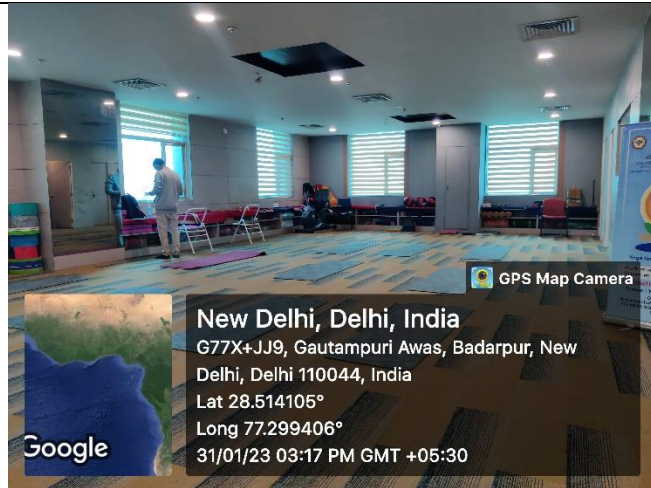 GPS Map Camera
New Delhi, Delhi, India
G77X+JJ9, Gautampuri Awas, Badarpur, New
Delhi, Delhi 110044, India
Lat 28.514105°
Long 77.299406°
31/01/23 03:17 PM GMT +05:30
Google